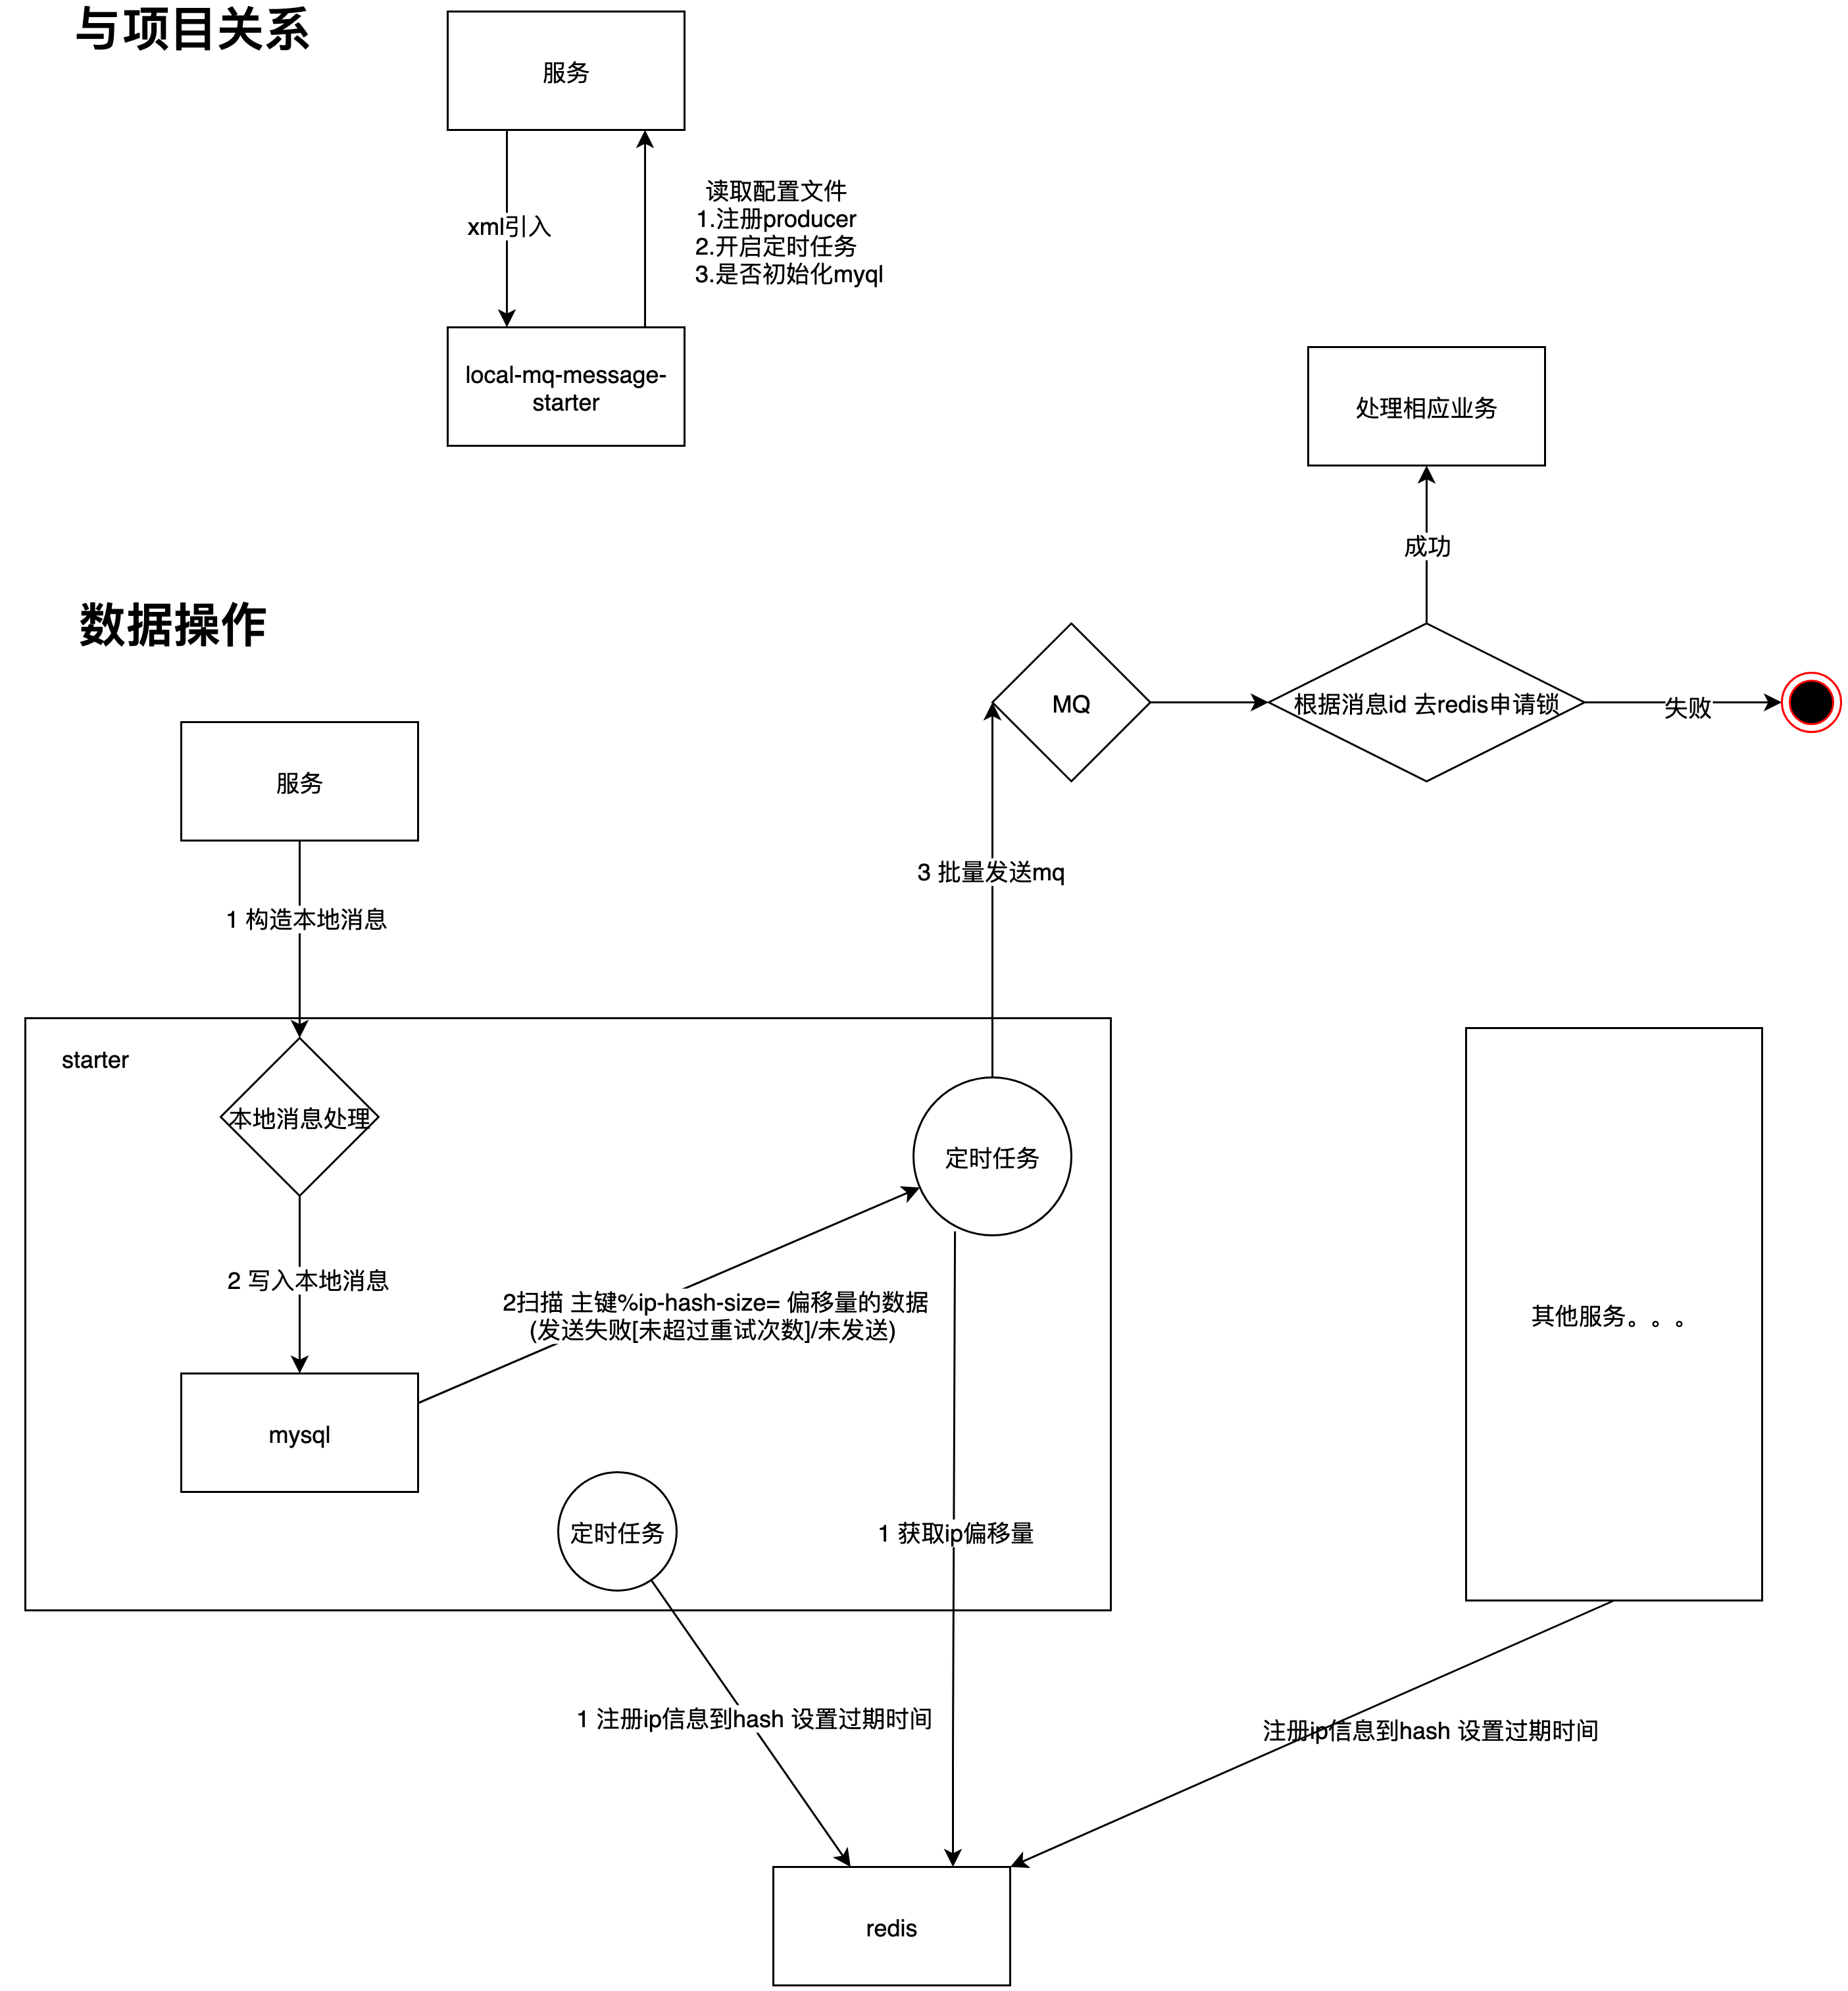 与项目关系
服务
xml引入
读取配置文件
1.注册producer
2.开启定时任务
3.是否初始化myql
local-mq-message-
starter
处理相应业务
成功
数据操作
MQ
根据消息id 去redis申请锁
失败
服务
3 批量发送mq
1 构造本地消息
starter
本地消息处理
定时任务
2 写入本地消息
2扫描 主键%ip-hash-size= 偏移量的数据
(发送失败[未超过重试次数]/未发送)
其他服务。。。
mysql
定时任务
1 获取ip偏移量
1 注册ip信息到hash 设置过期时间
注册ip信息到hash 设置过期时间
redis